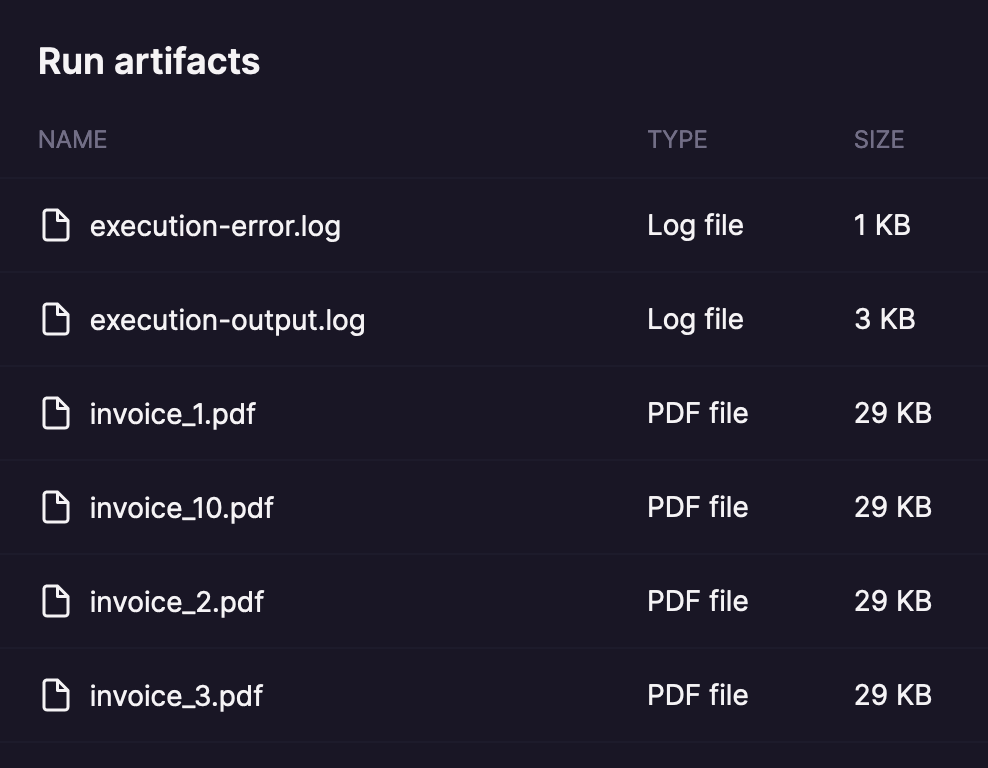 Run artifacts
NAME TYPE SIZE
execution-error.log Log file 1 KB
execution-output.log Log file 3 KB
invoice_1.pdf PDF file 29 KB
invoice_10.pdf PDF file 29 KB
invoice_2.pdf PDF file 29 KB
invoice_3.pdf PDF file 29 KB